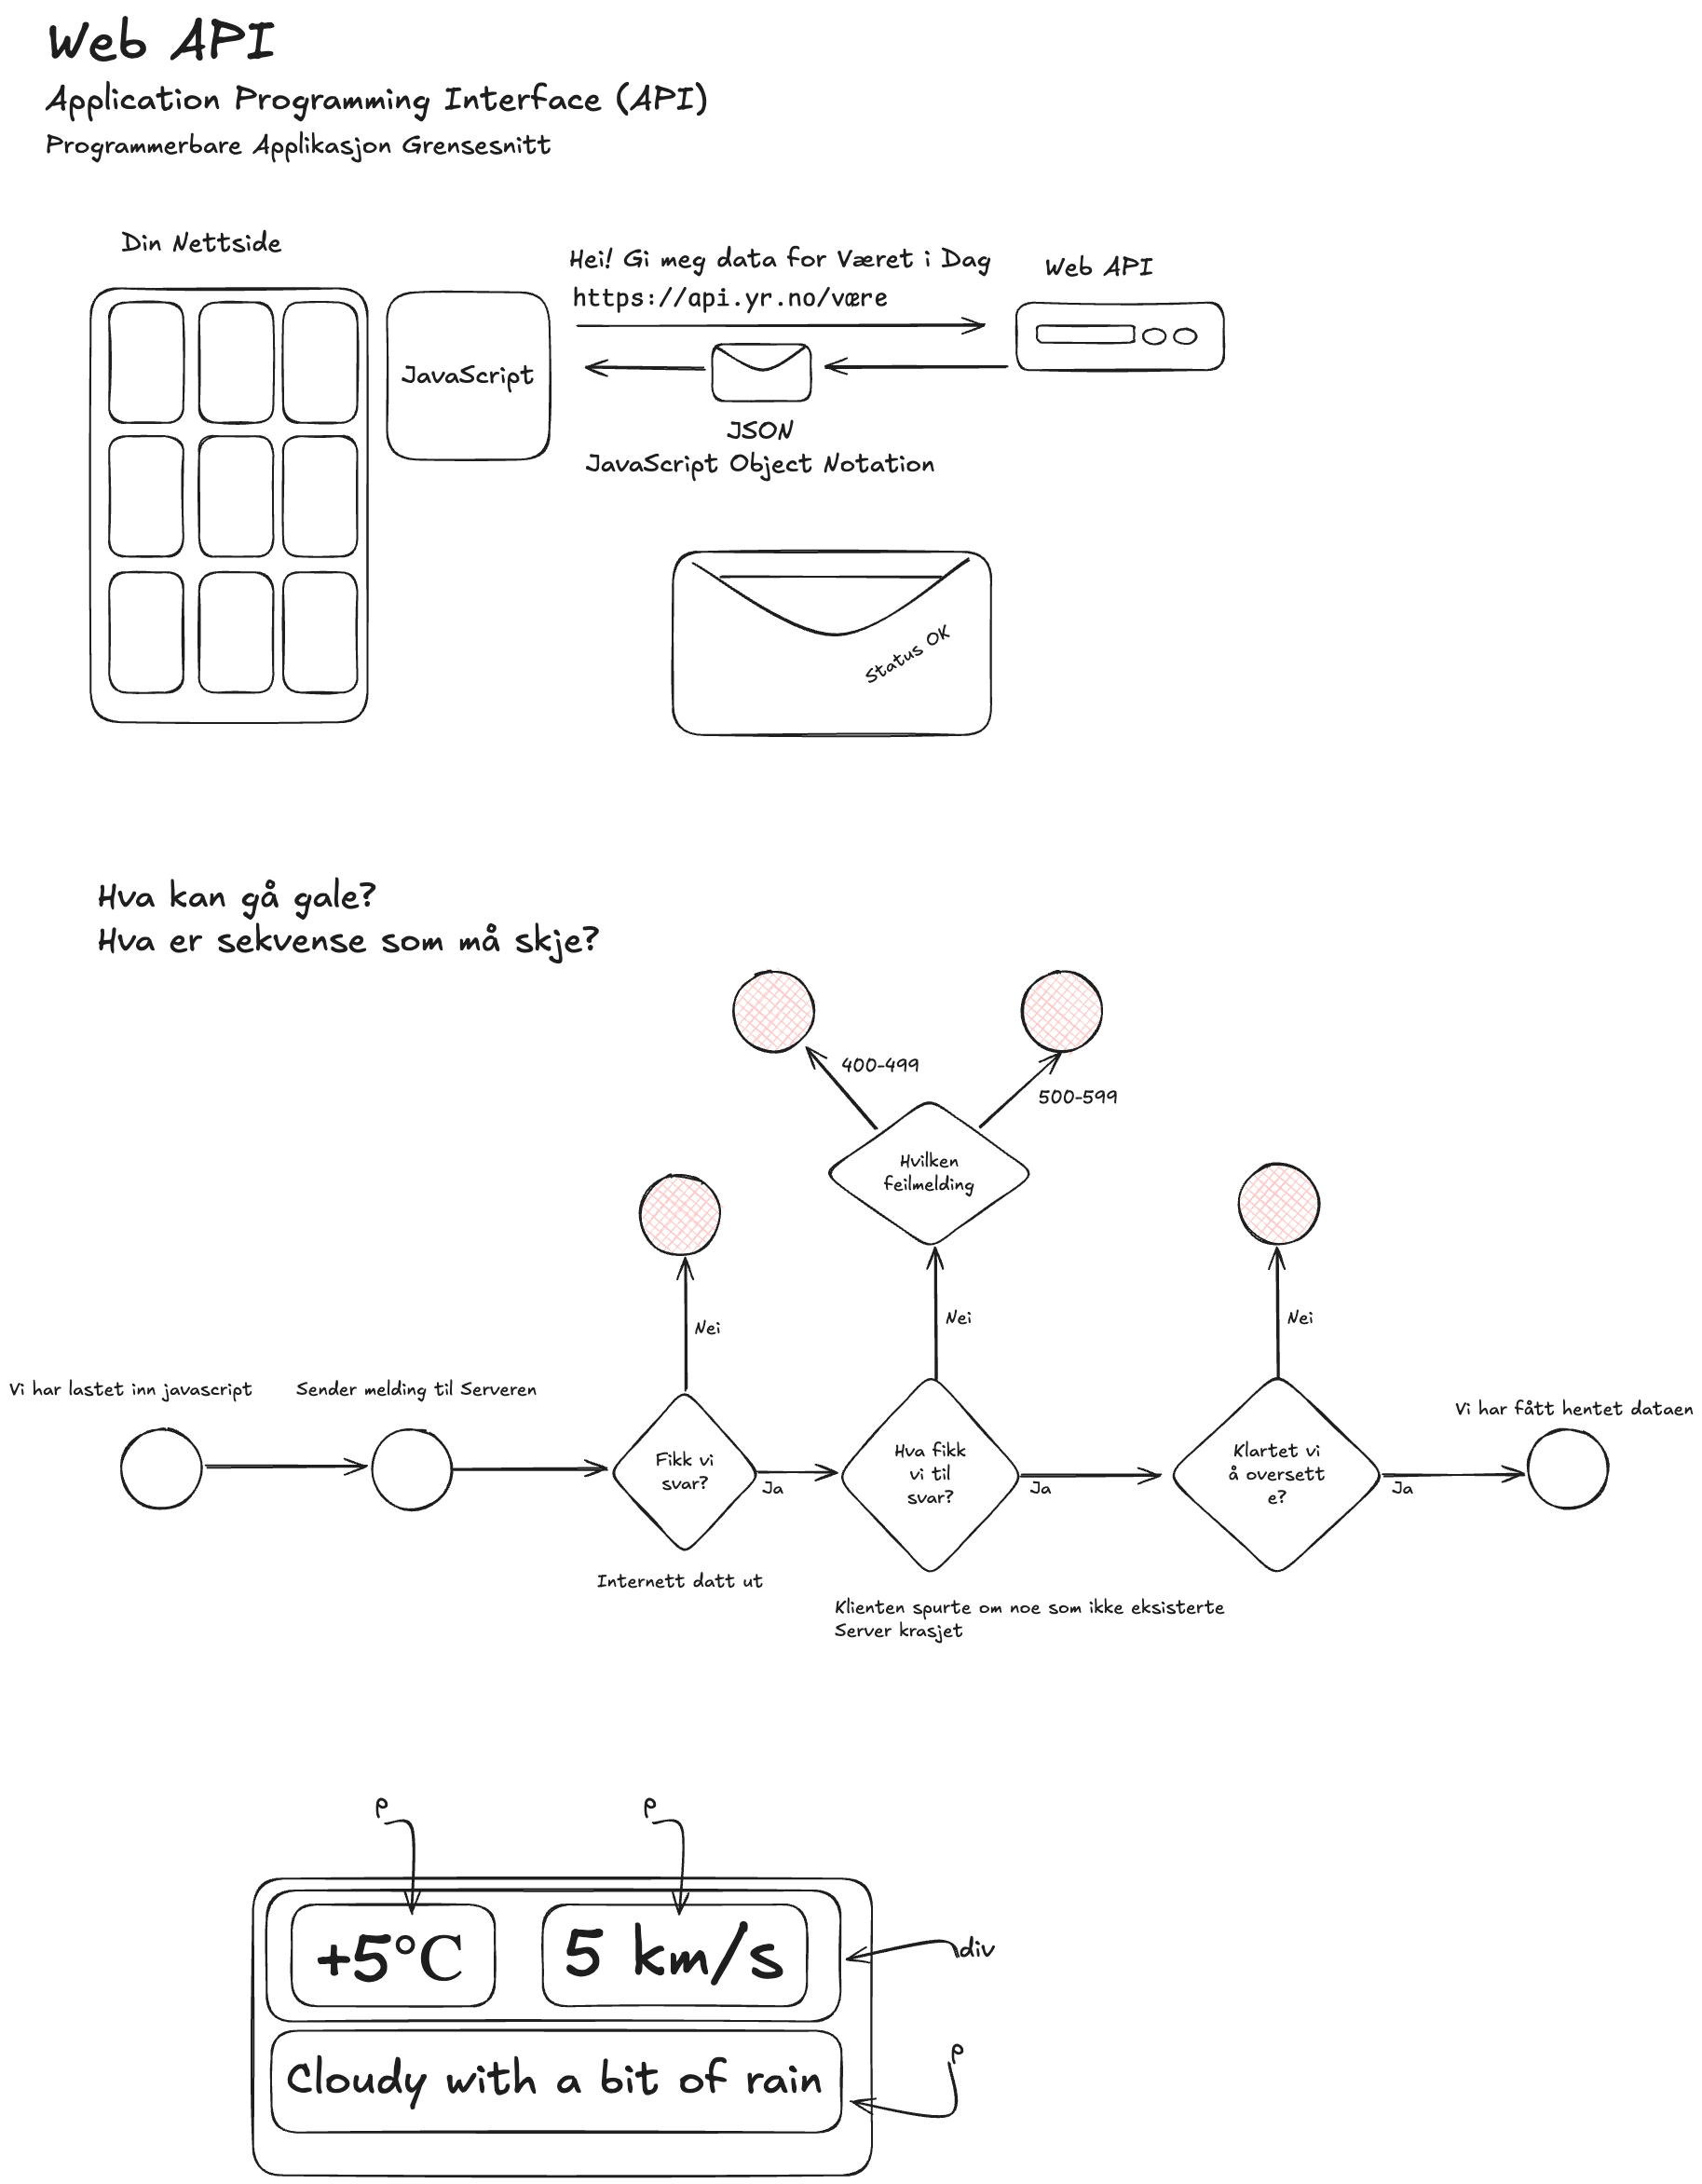 Web API
Application Programming Interface (API)
Programmerbare Applikasjon Grensesnitt
Din Nettside
JavaScript
Hei! Gi meg data for Været i Dag
https://api.yr.no/være
Web API
JSON
JavaScript Object Notation
Status OK
Hva kan gå gale?
Hva er sekvense som må skje?
400-499
500-599
Hvilken
feilmelding
Nei
Nei
Nei
Vi har lastet inn javascript
Sender melding til Serveren
Fikk vi
svar?
Ja
Hva fikk
vi til
svar?
Ja
Klartet vi
å oversett
e?
Ja
Vi har fått hentet dataen
Internett datt ut
Klienten spurte om noe som ikke eksisterte
Server krasjet
p
p
+5°C
5 km/s
div
Cloudy with a bit of rain
p